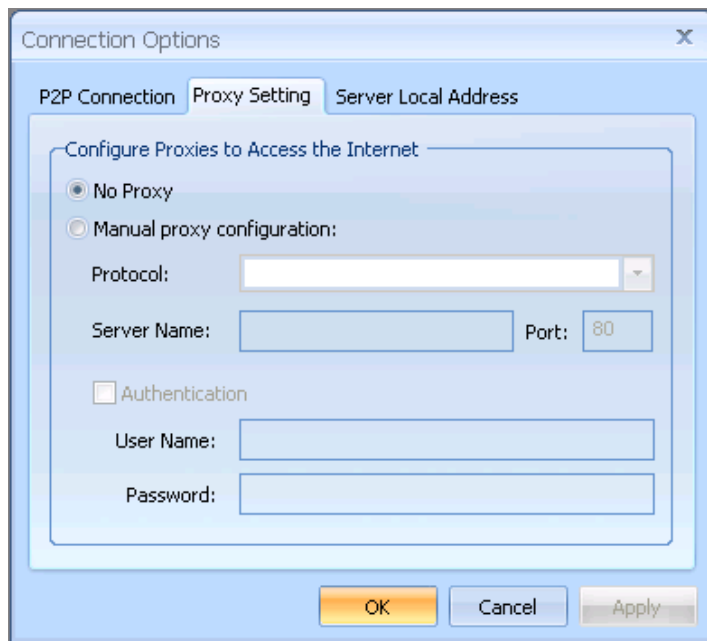 Connection Options
P2P Connection Proxy Setting Server Local Address
Configure Proxies to Access the Internet
No Proxy
Manual proxy configuration:
Protocol:
Server Name: Port: 80
Authentication
User Name:
Password:
OK Cancel Apply